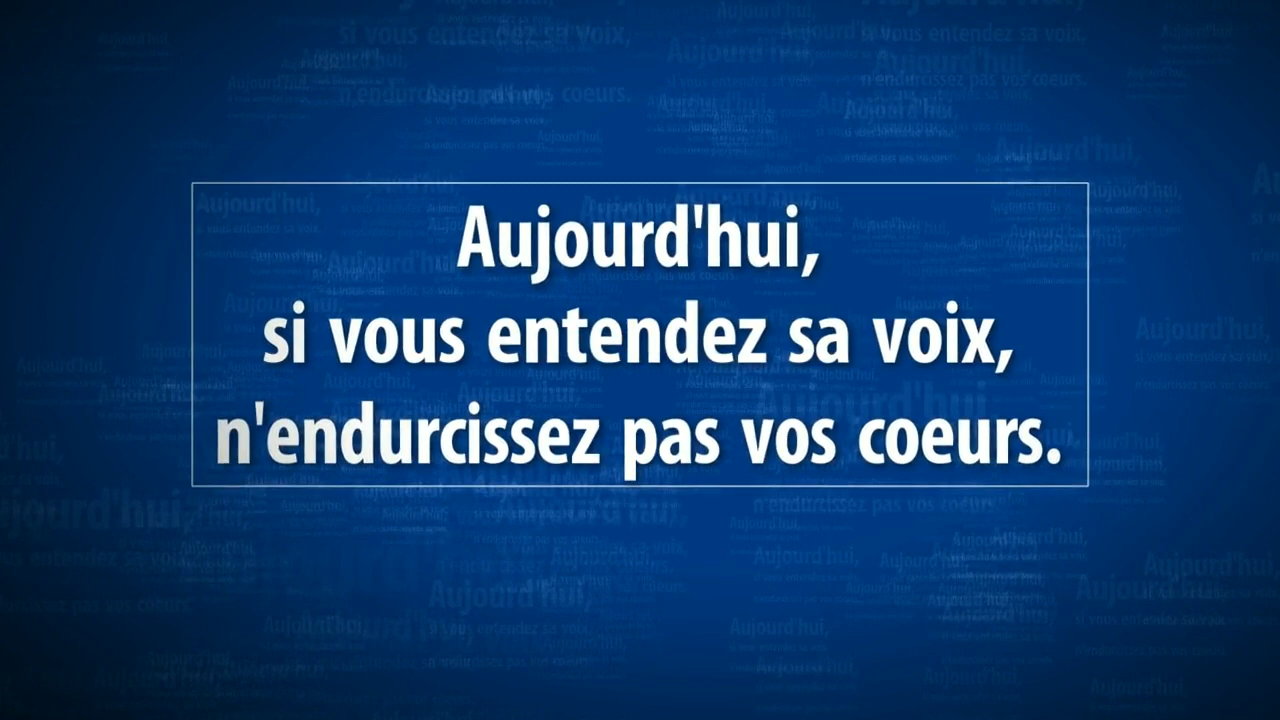 Aujourd'hui,
si vous entendez sa voix,
n'endurcissez pas vos coeurs.